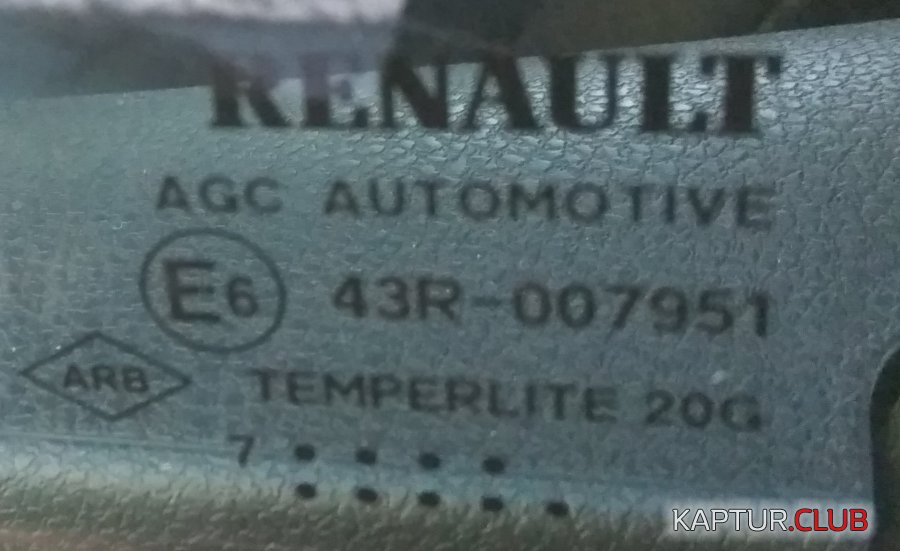 RENAULT
AGC AUTOMOTIVE
E6 43R-007951
ARB TEMPERLITE 20G
7 • • • •
• • • • •
KAPTUR.CLUB